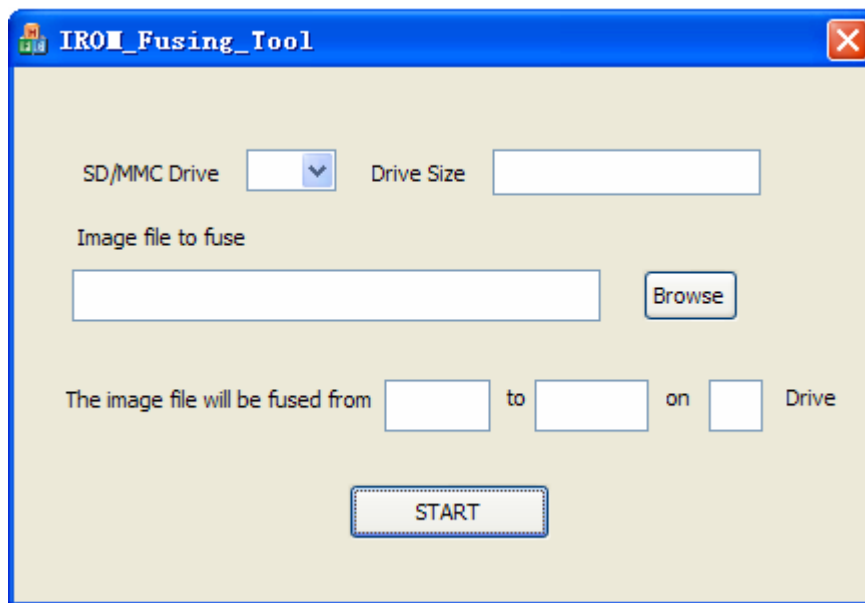 IROM_Fusing_Tool
SD/MMC Drive Drive Size
Image file to fuse
Browse
The image file will be fused from to on Drive
START